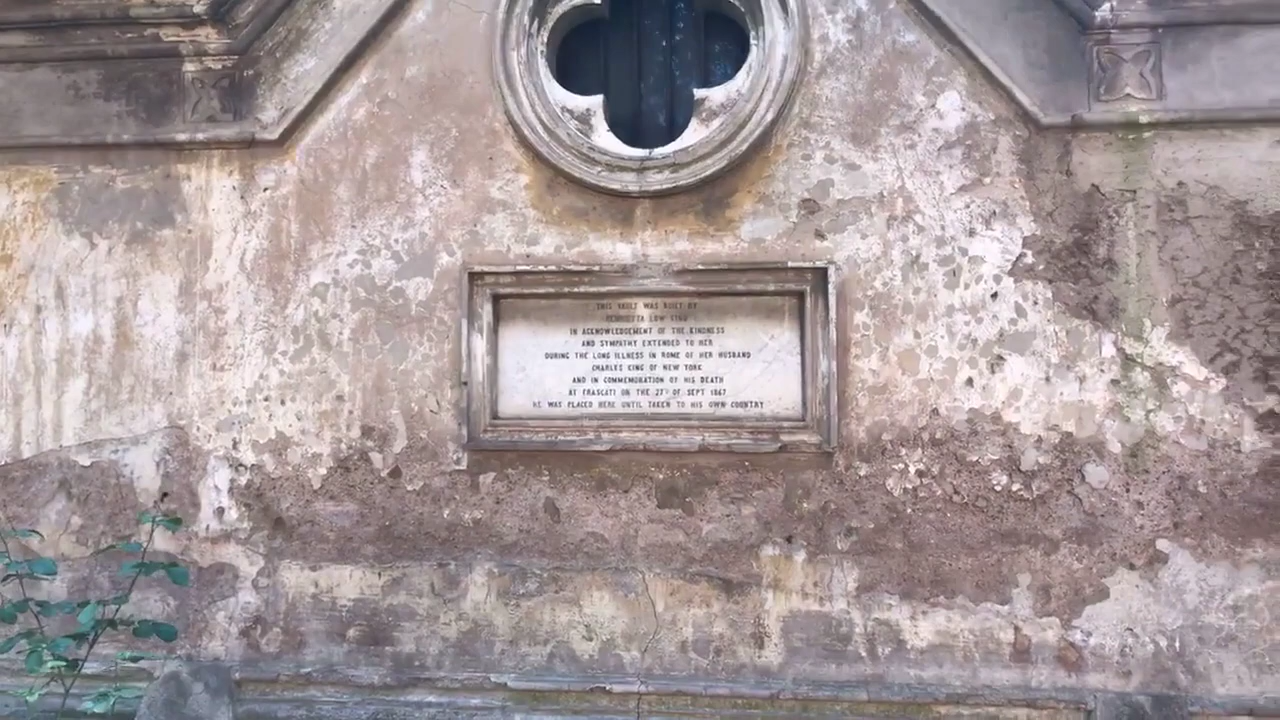 THIS VAULT WAS BUILT BY
HENRIETTA LOW KING
IN ACKNOWLEDGEMENT OF THE KINDNESS
AND SYMPATHY EXTENDED TO HER
DURING THE LONG ILLNESS IN ROME OF HER HUSBAND
CHARLES KING OF NEW YORK
AND IN COMMEMORATION OF HIS DEATH
AT FRASCATI ON THE 27TH OF SEPT 1867
HE WAS PLACED HERE UNTIL TAKEN TO HIS OWN COUNTRY